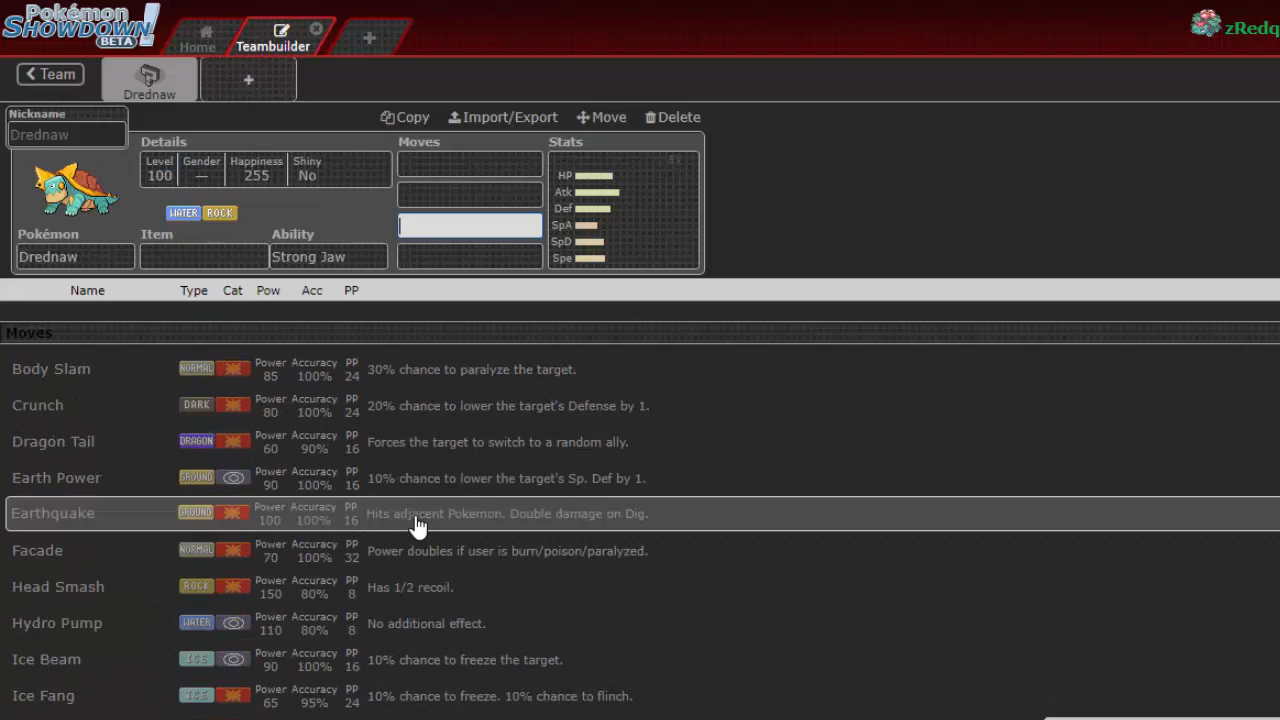 Pokémon
SHOWDOWN!
BETA
Home
Teambuilder
+
zRedq
Team
Drednaw
+
Nickname
Drednaw
Copy Import/Export Move Delete
Details
Level Gender Happiness Shiny
100 — 255 No
WATER ROCK
Pokémon Item Ability
Drednaw Strong Jaw
Moves
Stats
EV
HP
Atk
Def
SpA
SpD
Spe
Name Type Cat Pow Acc PP
Moves
Body Slam NORMAL Power 85 Accuracy 100% PP 24 30% chance to paralyze the target.
Crunch DARK Power 80 Accuracy 100% PP 24 20% chance to lower the target's Defense by 1.
Dragon Tail DRAGON Power 60 Accuracy 90% PP 16 Forces the target to switch to a random ally.
Earth Power GROUND Power 90 Accuracy 100% PP 16 10% chance to lower the target's Sp. Def by 1.
Earthquake GROUND Power 100 Accuracy 100% PP 16 Hits adjacent Pokemon. Double damage on Dig.
Facade NORMAL Power 70 Accuracy 100% PP 32 Power doubles if user is burn/poison/paralyzed.
Head Smash ROCK Power 150 Accuracy 80% PP 8 Has 1/2 recoil.
Hydro Pump WATER Power 110 Accuracy 80% PP 8 No additional effect.
Ice Beam ICE Power 90 Accuracy 100% PP 16 10% chance to freeze the target.
Ice Fang ICE Power 65 Accuracy 95% PP 24 10% chance to freeze. 10% chance to flinch.